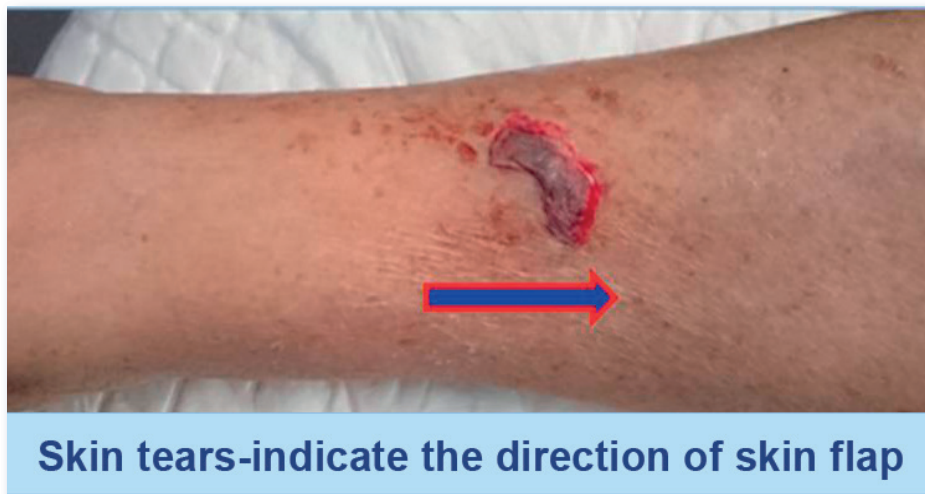 Skin tears-indicate the direction of skin flap